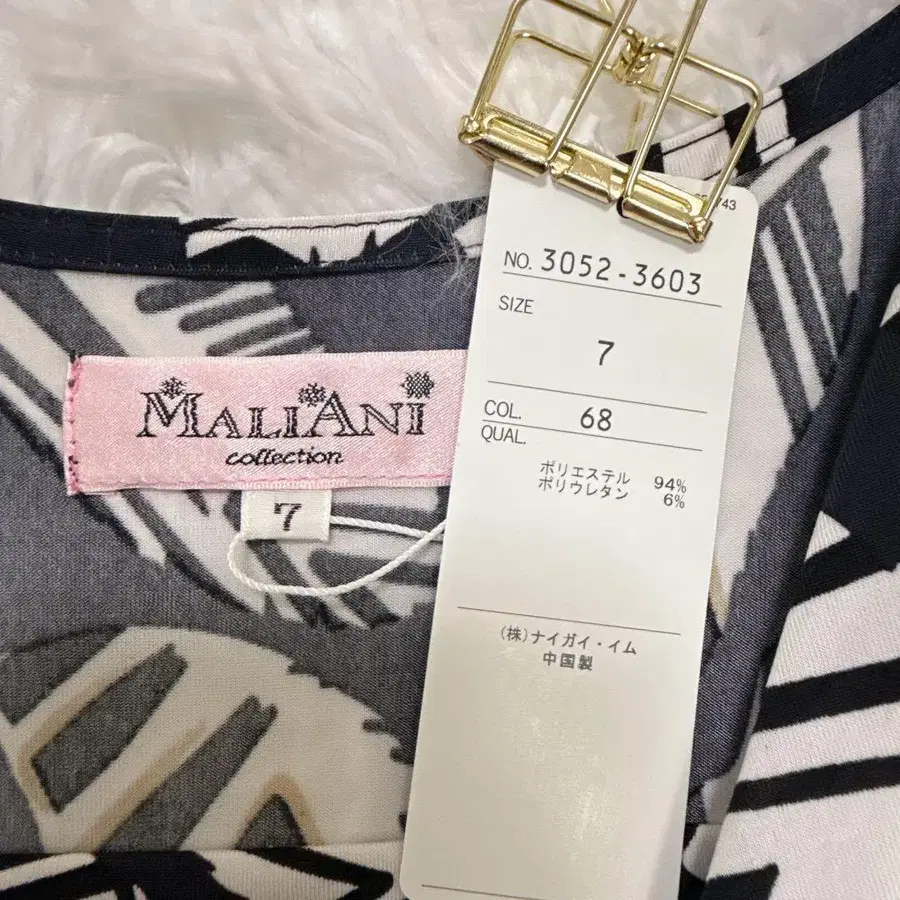 MALIANI
collection
7
743
NO. 3052-3603
SIZE
7
COL. 68
QUAL.
ポリエステル 94%
ポリウレタン 6%
(株)ナイガイ・イム
中国製